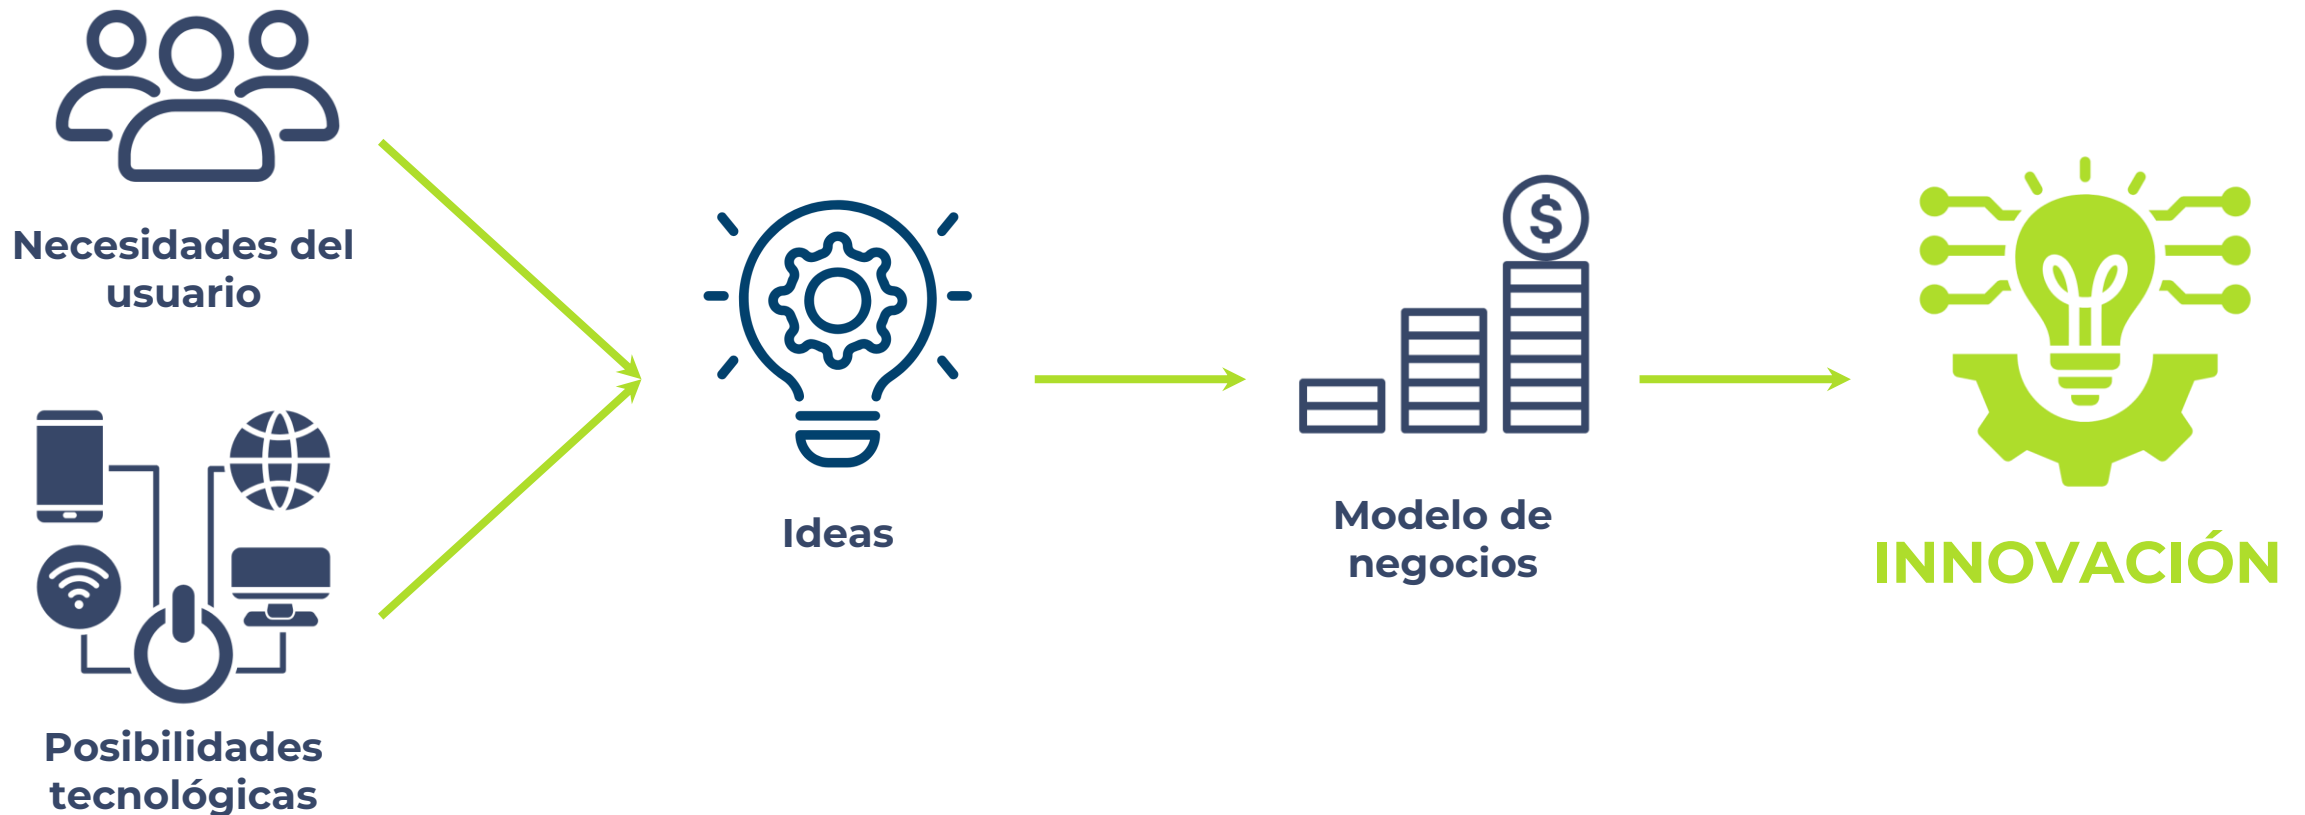 Necesidades del
usuario
Posibilidades
tecnológicas
Ideas
$
Modelo de
negocios
INNOVACIÓN